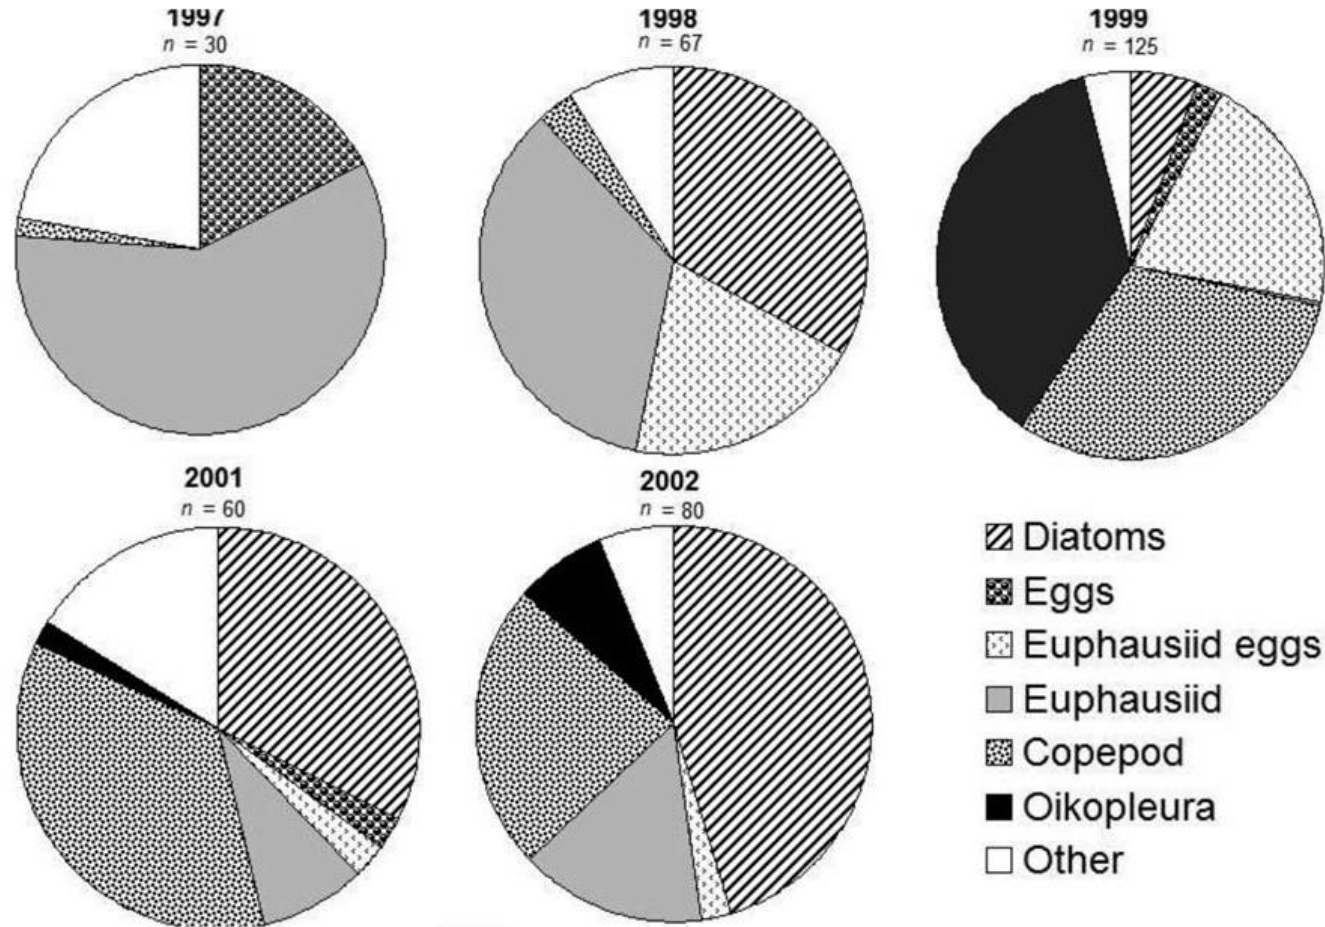 1997
n = 30
1998
n = 67
1999
n = 125
2001
n = 60
2002
n = 80
Diatoms
Eggs
Euphausiid eggs
Euphausiid
Copepod
Oikopleura
Other